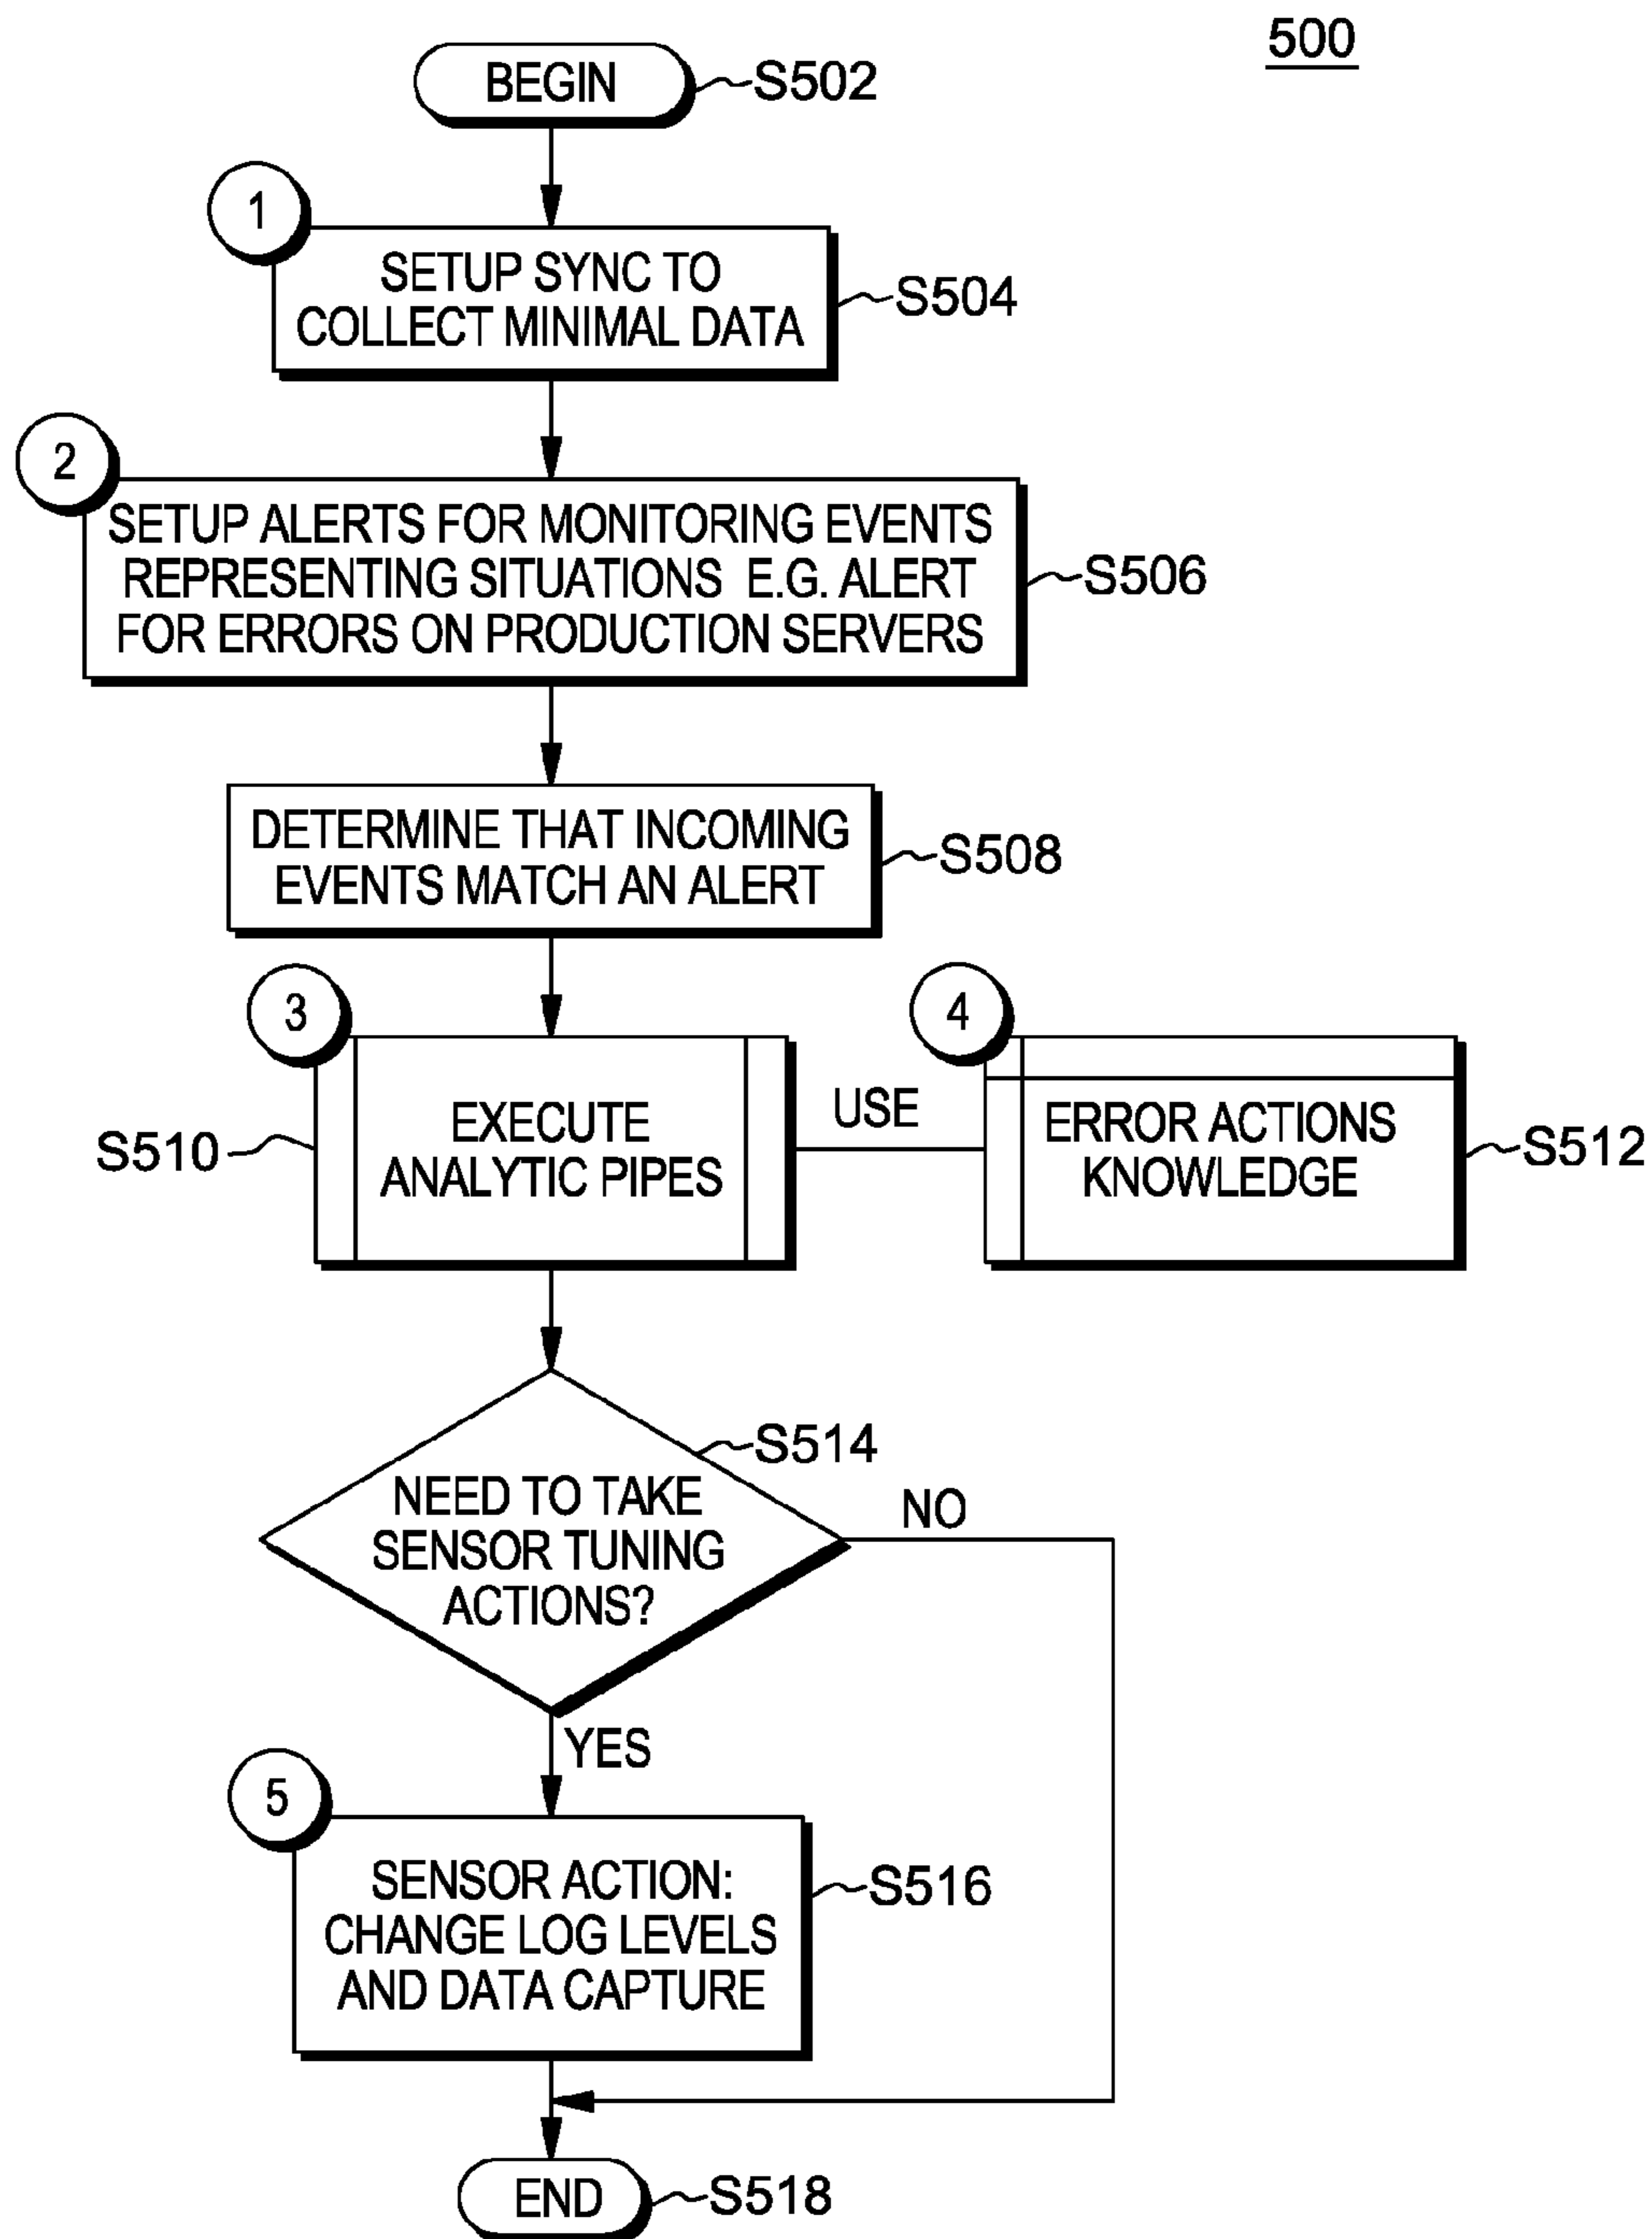 500
BEGIN
S502
1
SETUP SYNC TO
COLLECT MINIMAL DATA
S504
2
SETUP ALERTS FOR MONITORING EVENTS
REPRESENTING SITUATIONS E.G. ALERT
FOR ERRORS ON PRODUCTION SERVERS
S506
DETERMINE THAT INCOMING
EVENTS MATCH AN ALERT
S508
3
EXECUTE
ANALYTIC PIPES
S510
USE
4
ERROR ACTIONS
KNOWLEDGE
S512
S514
NEED TO TAKE
SENSOR TUNING
ACTIONS?
NO
YES
5
SENSOR ACTION:
CHANGE LOG LEVELS
AND DATA CAPTURE
S516
END
S518